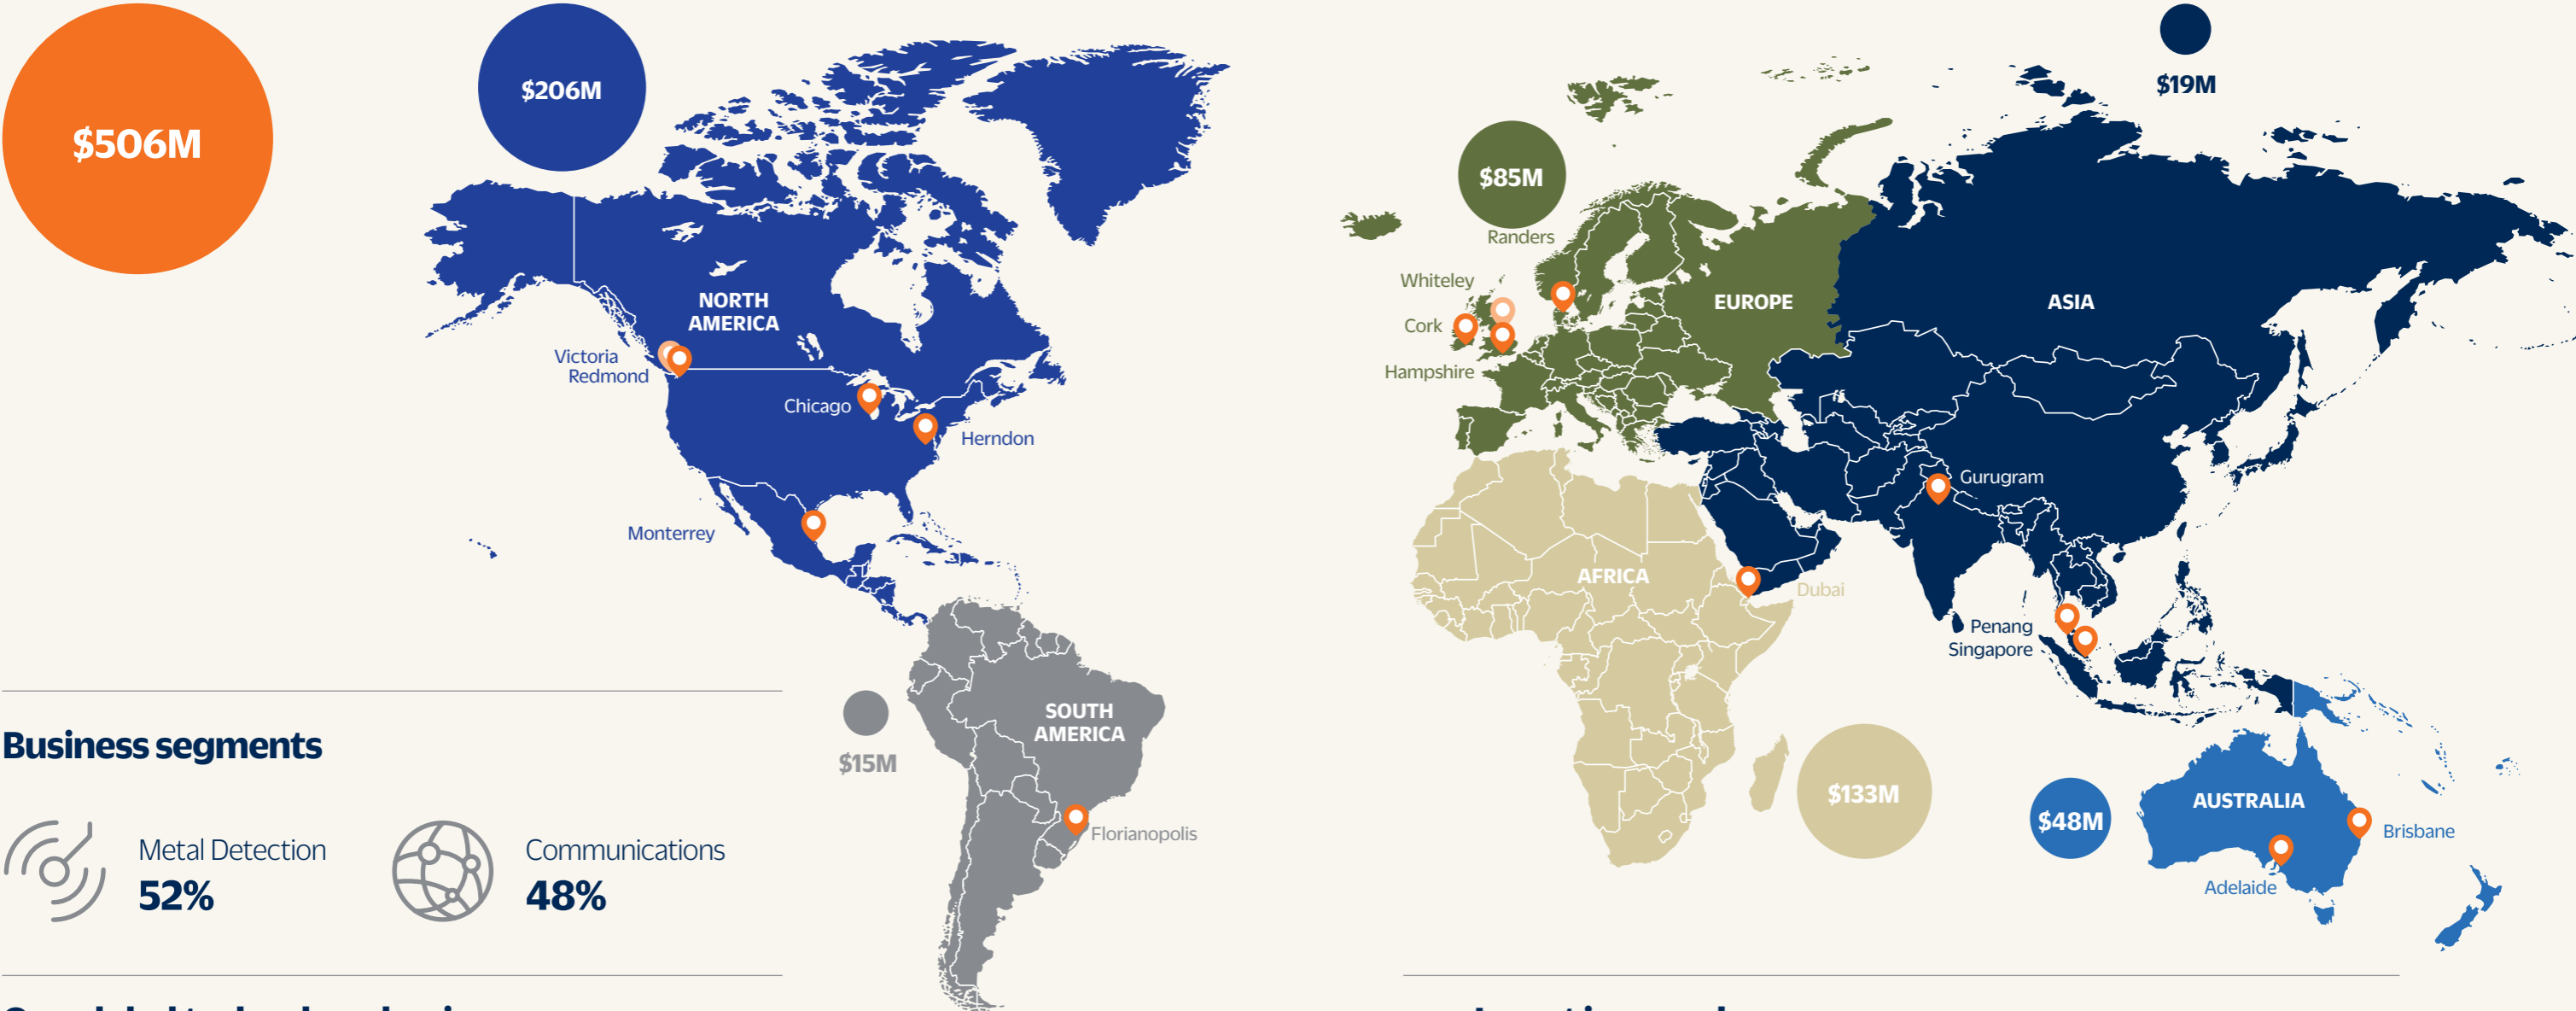 $506M
$206M
$19M
$85M
Randers
Whiteley
Cork
Hampshire
EUROPE
ASIA
NORTH
AMERICA
Victoria
Redmond
Chicago
Herndon
Monterrey
Gurugram
AFRICA
Dubai
Penang
Singapore
SOUTH
AMERICA
$15M
Florianopolis
$133M
$48M
AUSTRALIA
Brisbane
Adelaide
Business segments
Metal Detection
52%
Communications
48%